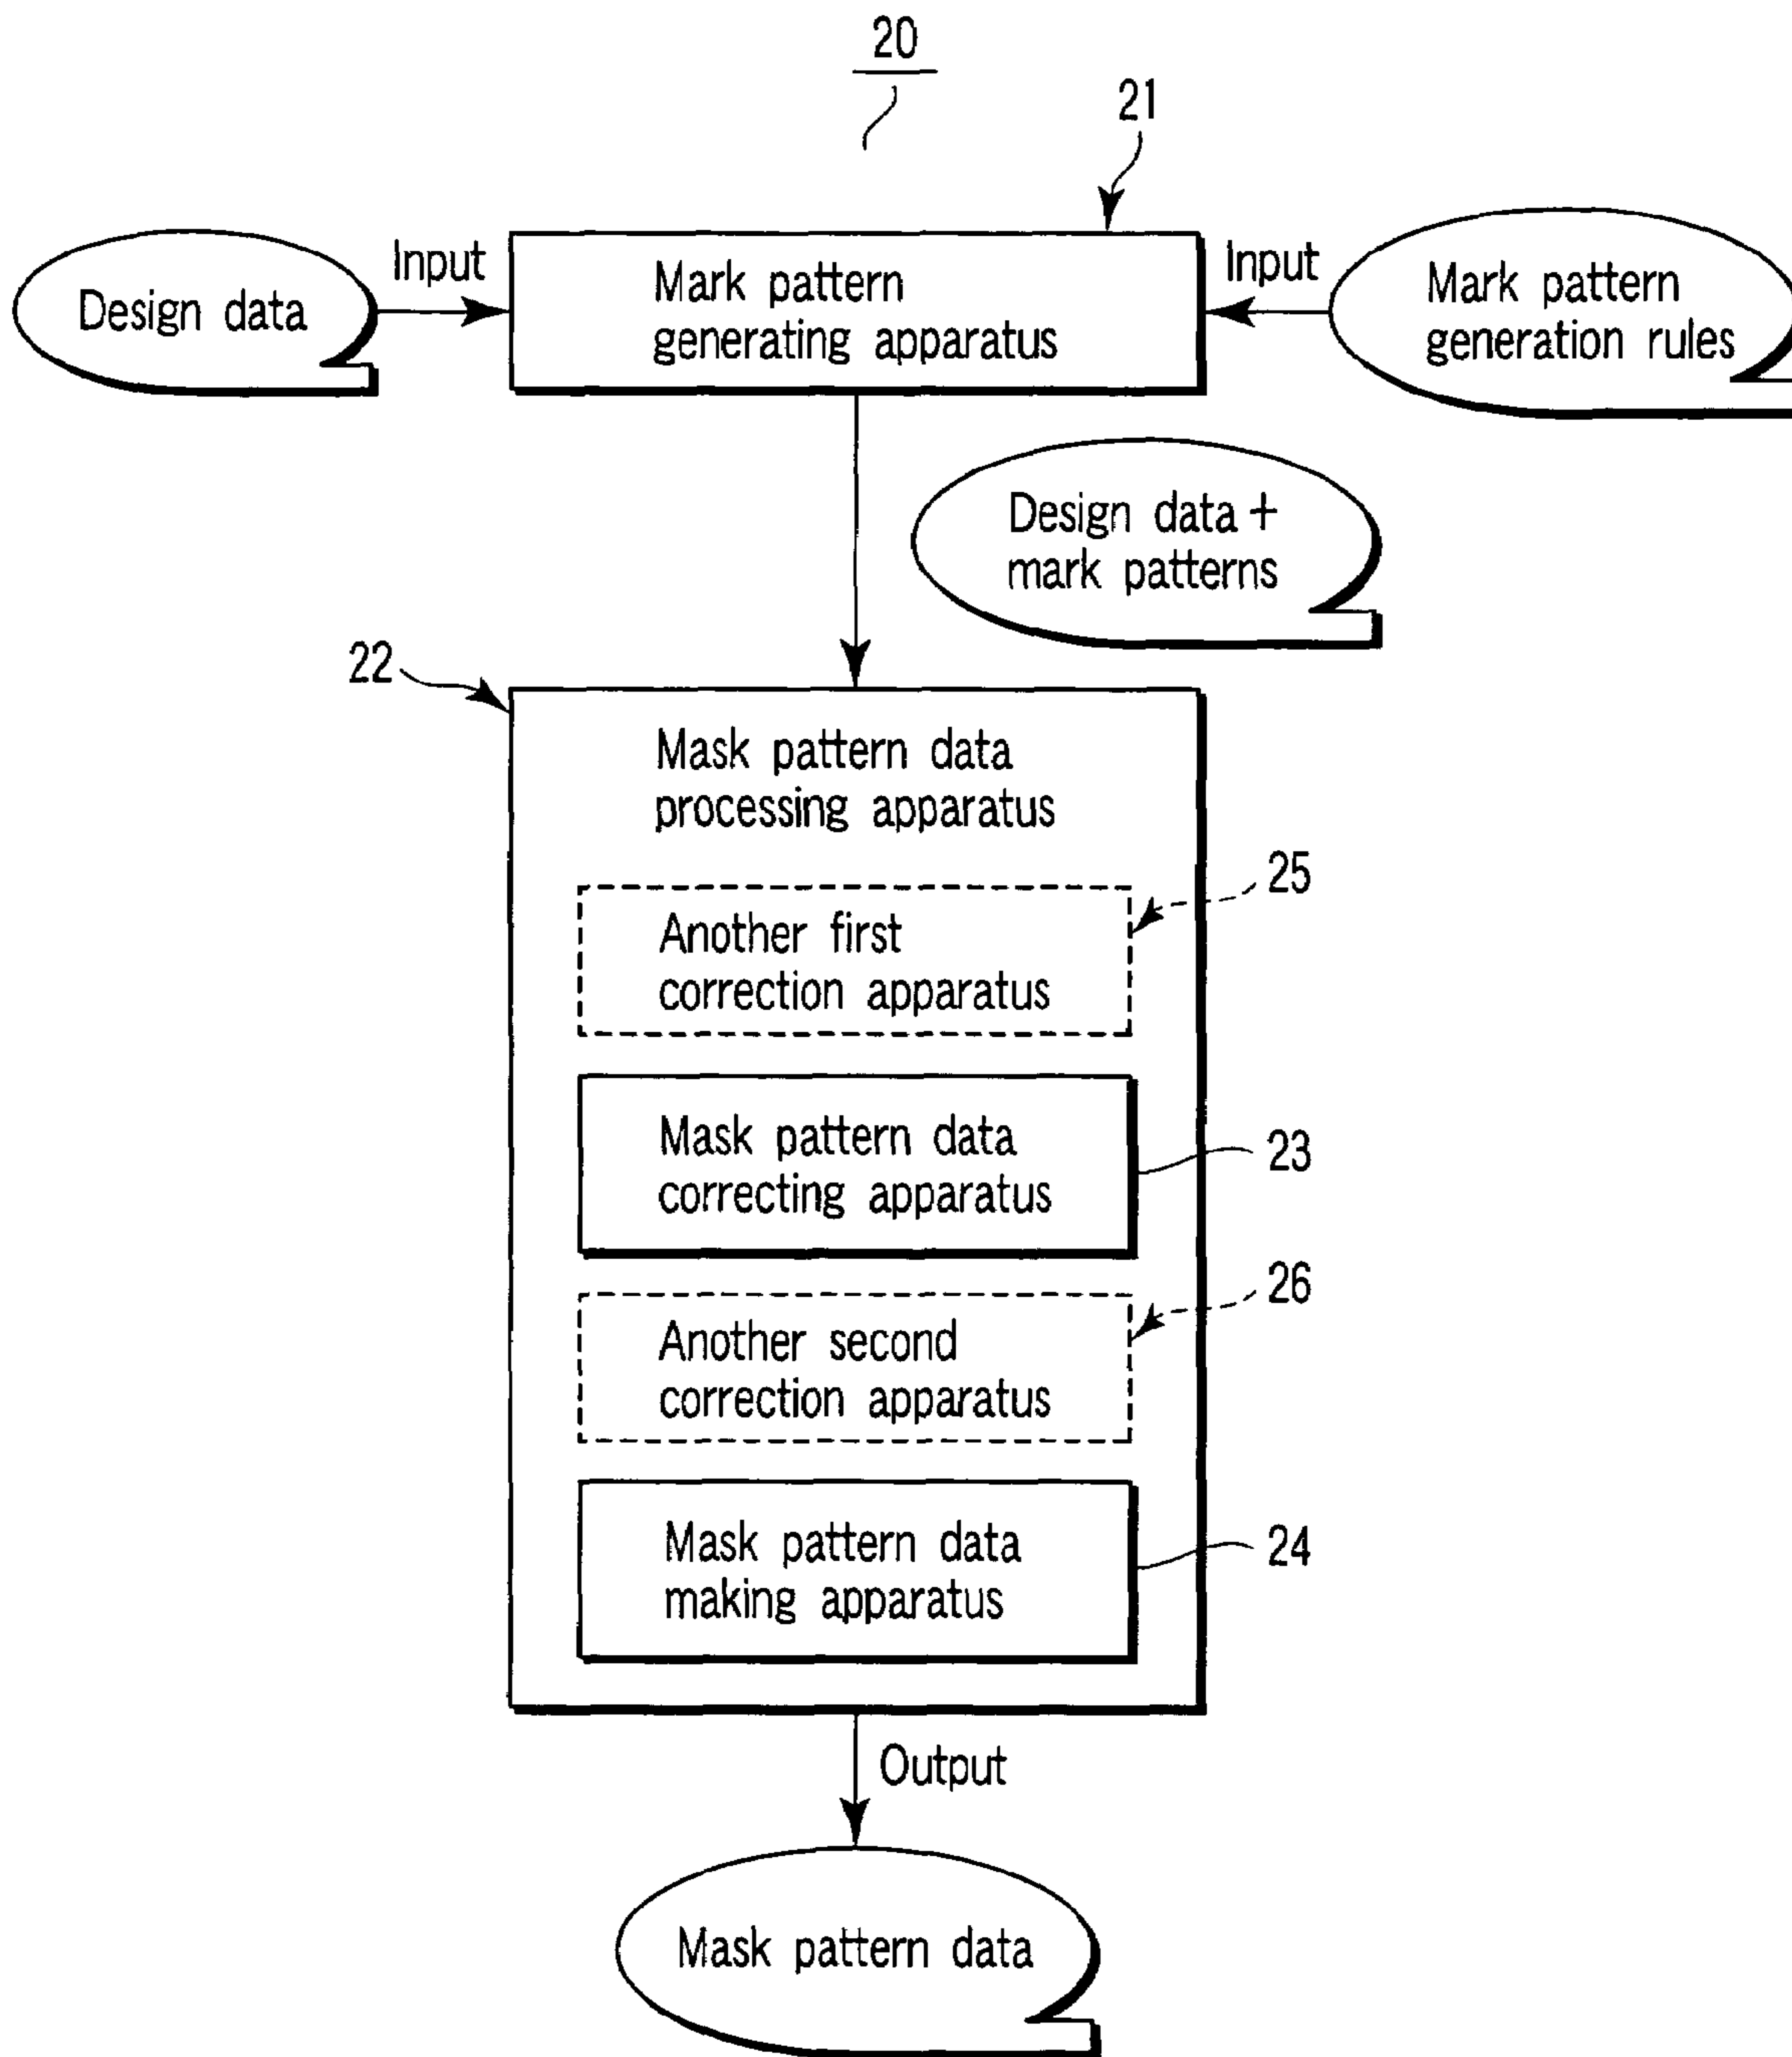 20
21
Design data
Input
Mark pattern
generating apparatus
Input
Mark pattern
generation rules
Design data +
mark patterns
22
Mask pattern data
processing apparatus
25
Another first
correction apparatus
Mask pattern data
correcting apparatus
23
26
Another second
correction apparatus
Mask pattern data
making apparatus
24
Output
Mask pattern data